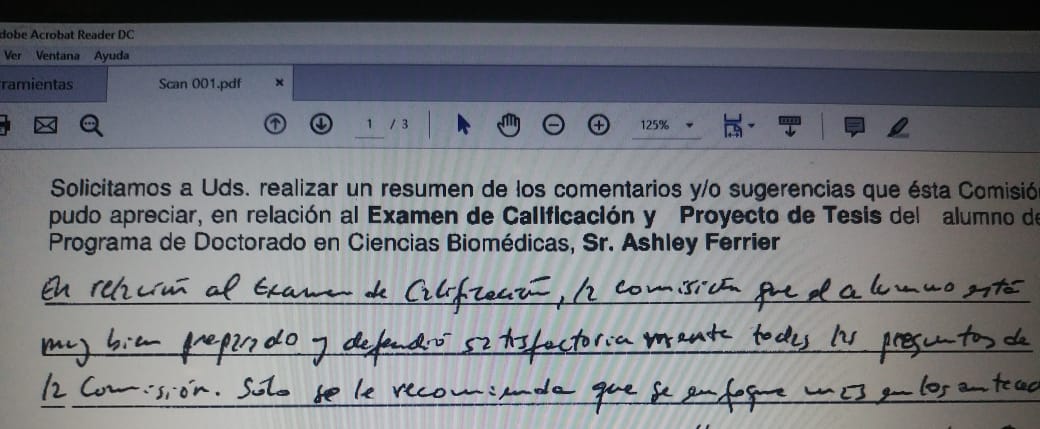 dobe Acrobat Reader DC
Ver Ventana Ayuda
ramientas Scan 001.pdf ×
1 / 3 125%
Solicitamos a Uds. realizar un resumen de los comentarios y/o sugerencias que ésta Comisió
pudo apreciar, en relación al Examen de Calificación y Proyecto de Tesis del alumno de
Programa de Doctorado en Ciencias Biomédicas, Sr. Ashley Ferrier
En relación al Examen de Calificación, la comisión que el alumno está
muy bien preparado y defendió satisfactoriamente todas las preguntas de
la Comisión. Sólo se le recomienda que se enfoque más en los anteced